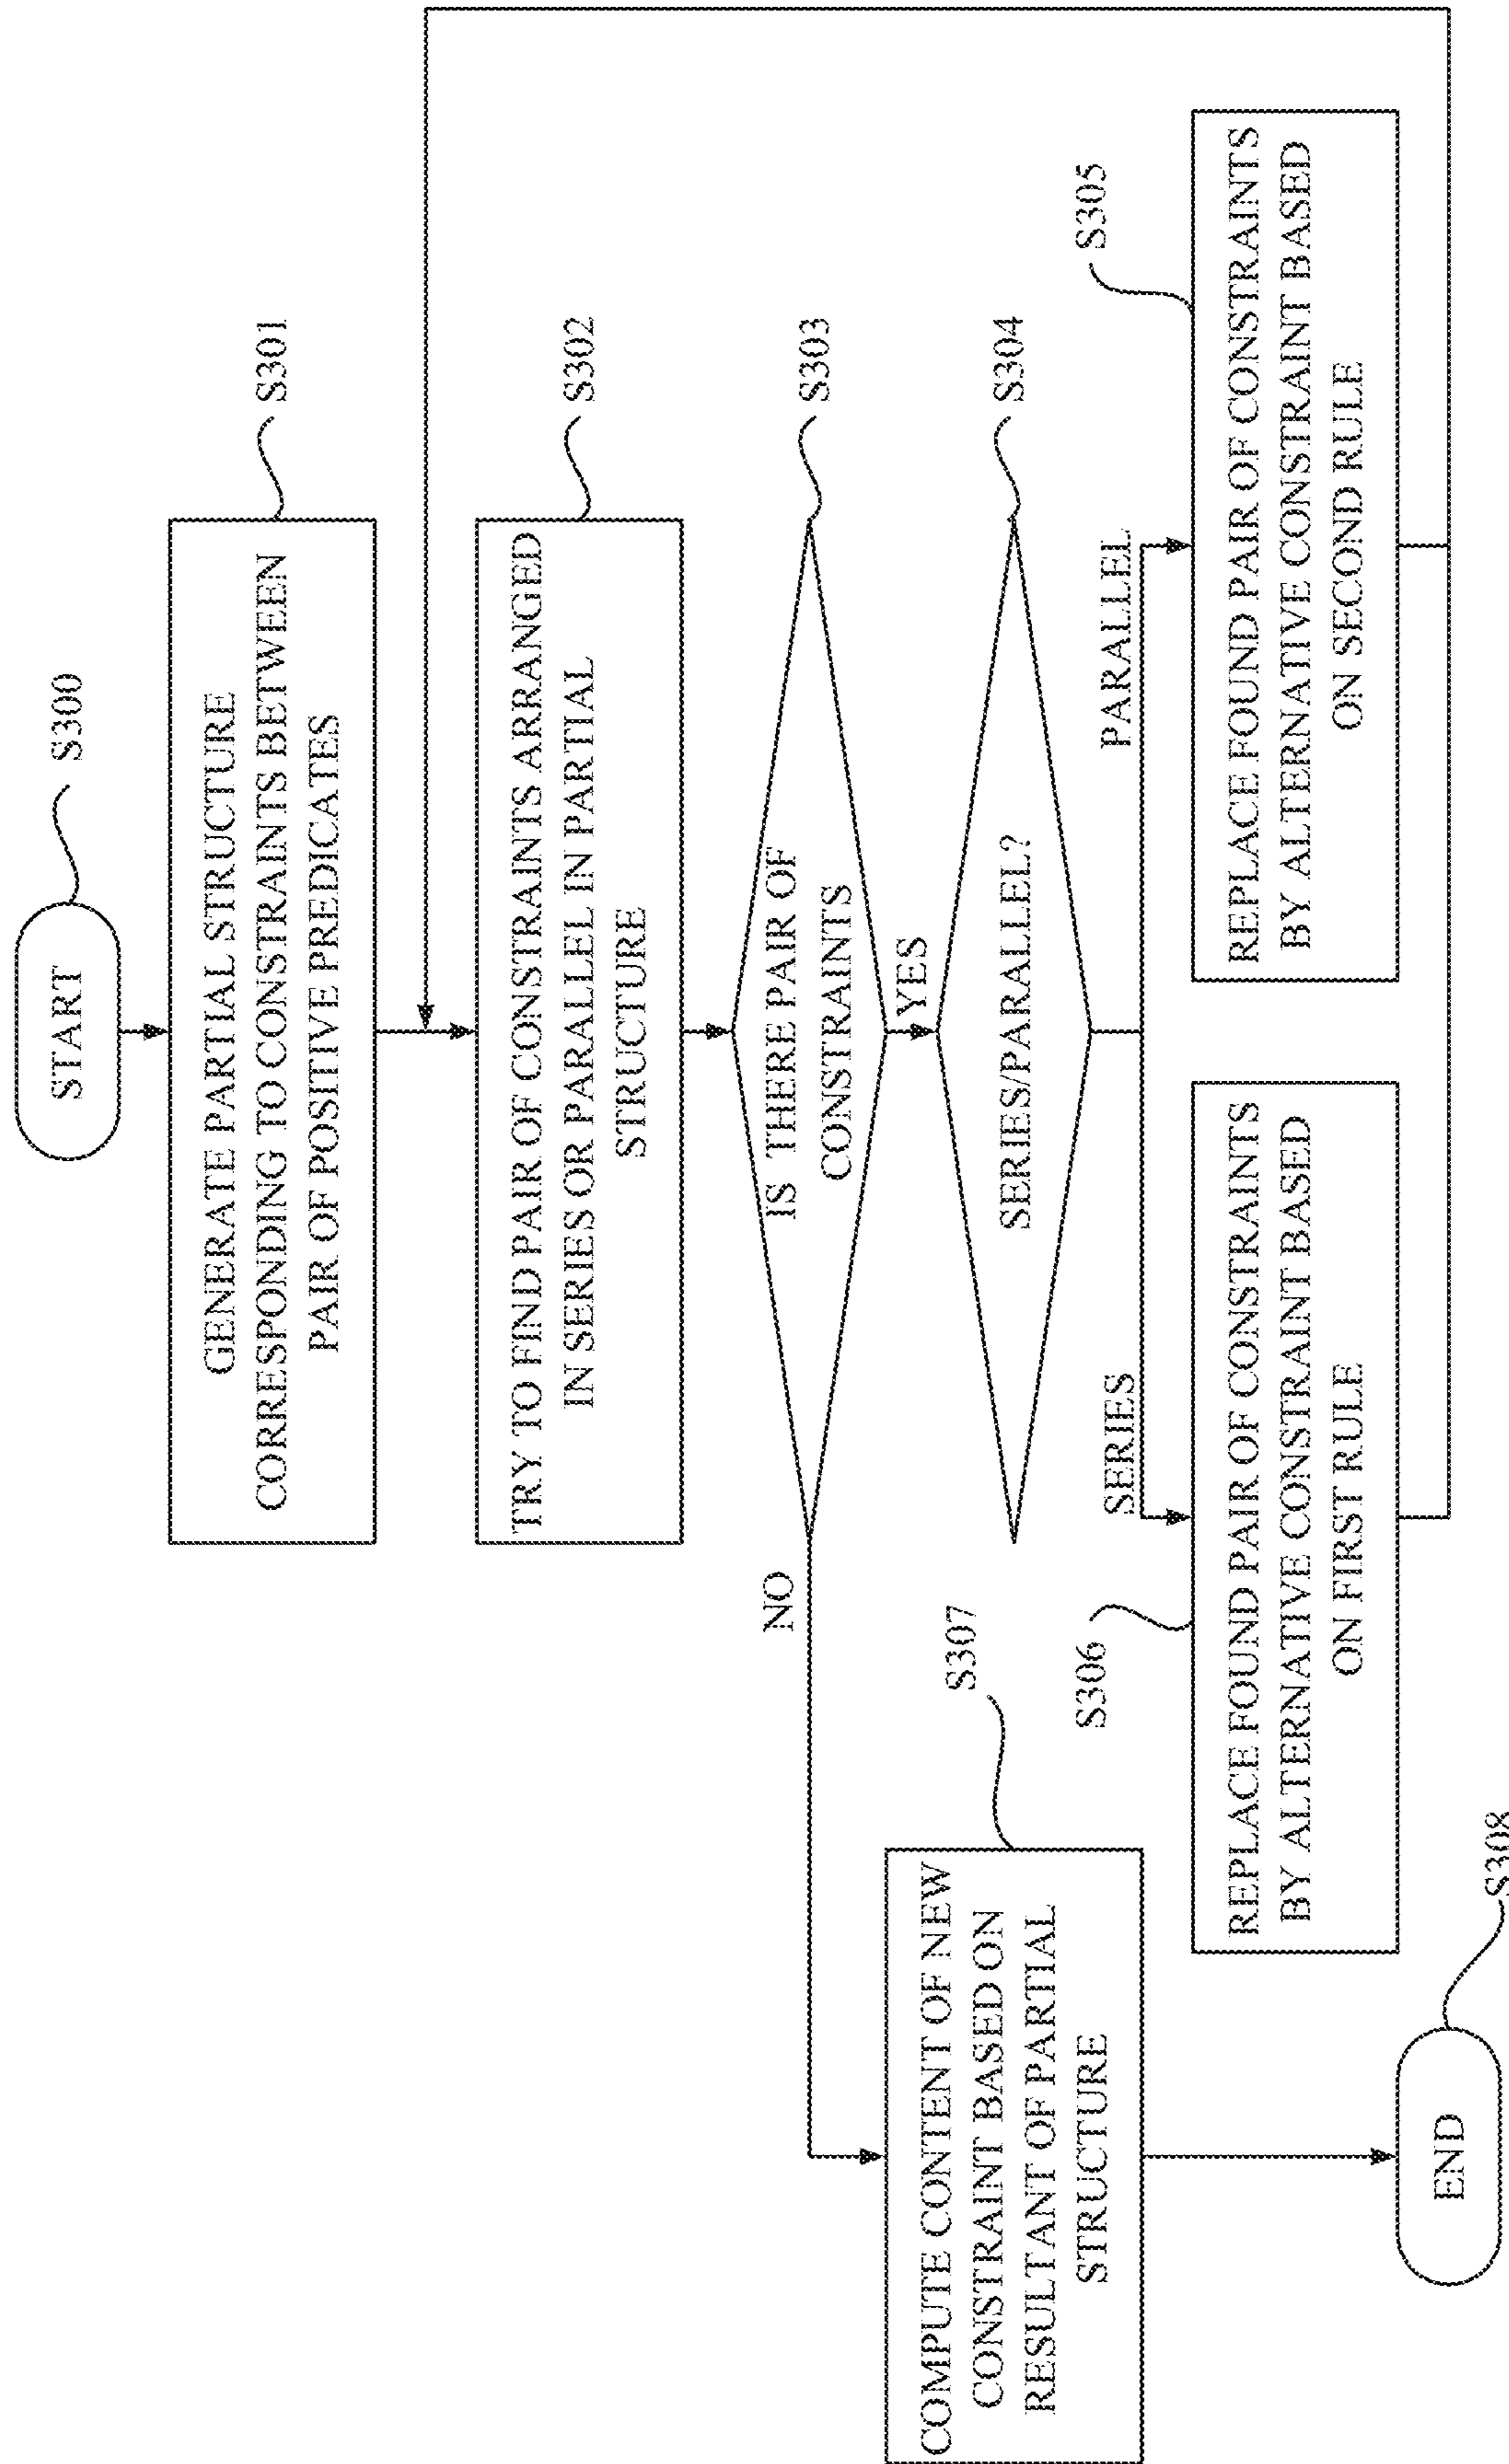 START
S300
GENERATE PARTIAL STRUCTURE
CORRESPONDING TO CONSTRAINTS BETWEEN
PAIR OF POSITIVE PREDICATES
S301
TRY TO FIND PAIR OF CONSTRAINTS ARRANGED
IN SERIES OR PARALLEL IN PARTIAL
STRUCTURE
S302
IS THERE PAIR OF
CONSTRAINTS
S303
NO
YES
SERIES/PARALLEL?
S304
SERIES
PARALLEL
S307
COMPUTE CONTENT OF NEW
CONSTRAINT BASED ON
RESULTANT OF PARTIAL
STRUCTURE
S306
REPLACE FOUND PAIR OF CONSTRAINTS
BY ALTERNATIVE CONSTRAINT BASED
ON FIRST RULE
S305
REPLACE FOUND PAIR OF CONSTRAINTS
BY ALTERNATIVE CONSTRAINT BASED
ON SECOND RULE
END
S308